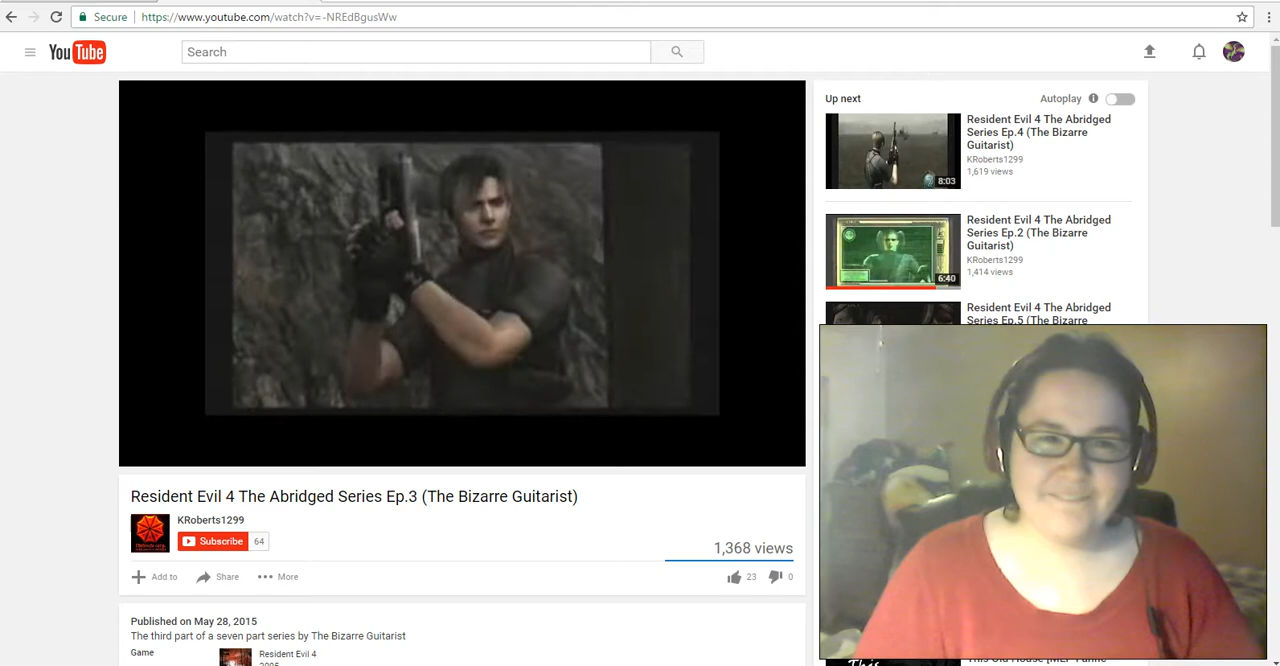 Secure
https://www.youtube.com/watch?v=-NREdBgusWw
YouTube
Search
Up next
Autoplay
Resident Evil 4 The Abridged
Series Ep.4 (The Bizarre
Guitarist)
KRoberts1299
1,619 views
8:03
Resident Evil 4 The Abridged
Series Ep.2 (The Bizarre
Guitarist)
KRoberts1299
1,414 views
6:40
Resident Evil 4 The Abridged
Series Ep.5 (The Bizarre
Resident Evil 4 The Abridged Series Ep.3 (The Bizarre Guitarist)
KRoberts1299
Subscribe 64
1,368 views
Add to Share More
23 0
Published on May 28, 2015
The third part of a seven part series by The Bizarre Guitarist
Game
Resident Evil 4
2005
This